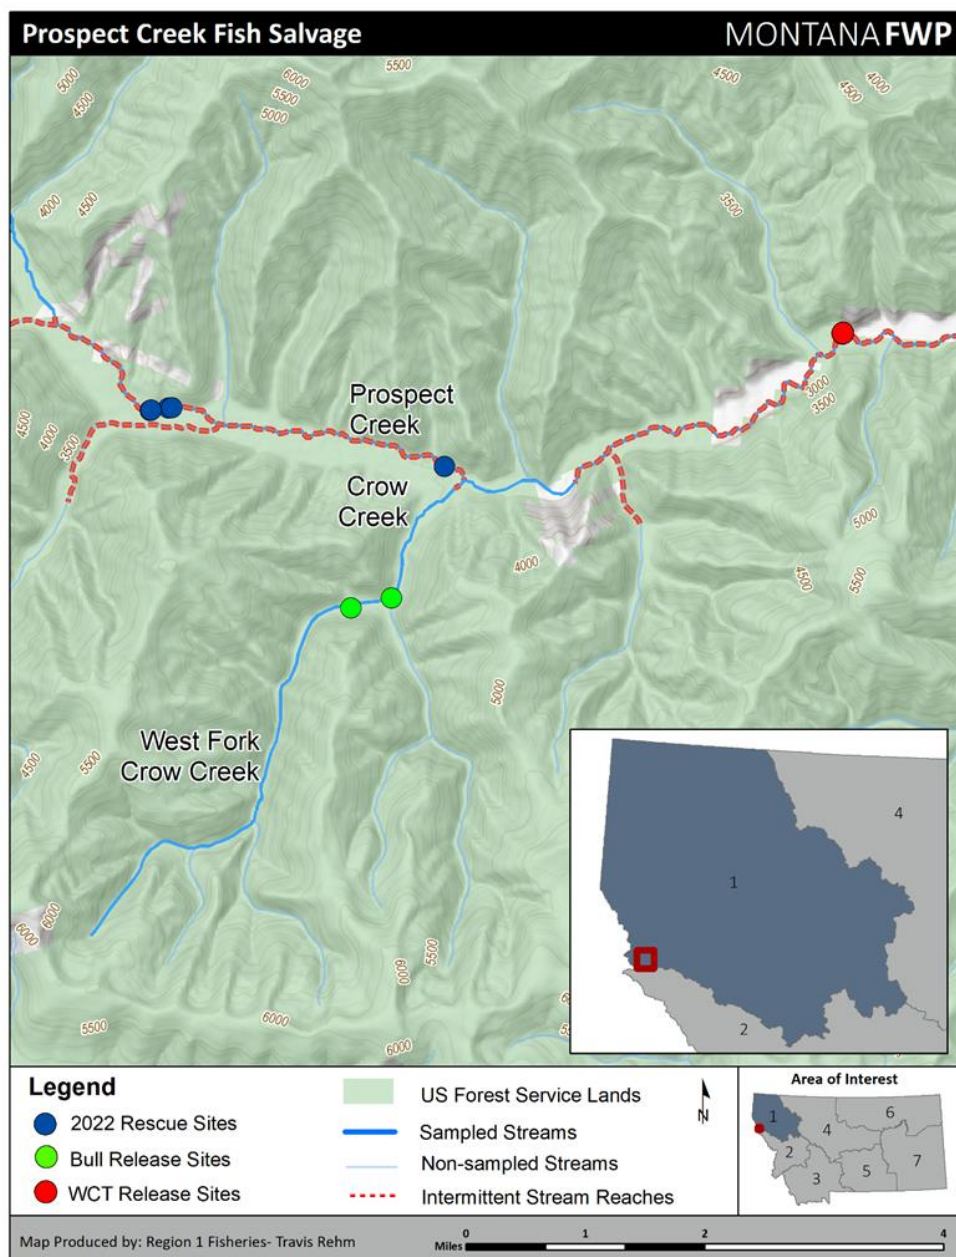 Prospect Creek Fish Salvage
MONTANA FWP
5500
6000
5500
5000
5000
4500
4500
4000
4500
4000
4500
3500
Prospect
Creek
3000
3500
4500
4000
3500
Crow
Creek
5000
4000
4500
5500
5000
West Fork
Crow Creek
4500
5500
6000
6000
5500
6000
5500
6000
6000
4
1
2
Legend
2022 Rescue Sites
Bull Release Sites
WCT Release Sites
US Forest Service Lands
Sampled Streams
Non-sampled Streams
Intermittent Stream Reaches
N
Area of Interest
1
2
3
4
5
6
7
Map Produced by: Region 1 Fisheries- Travis Rehm
0 1 2 4
Miles